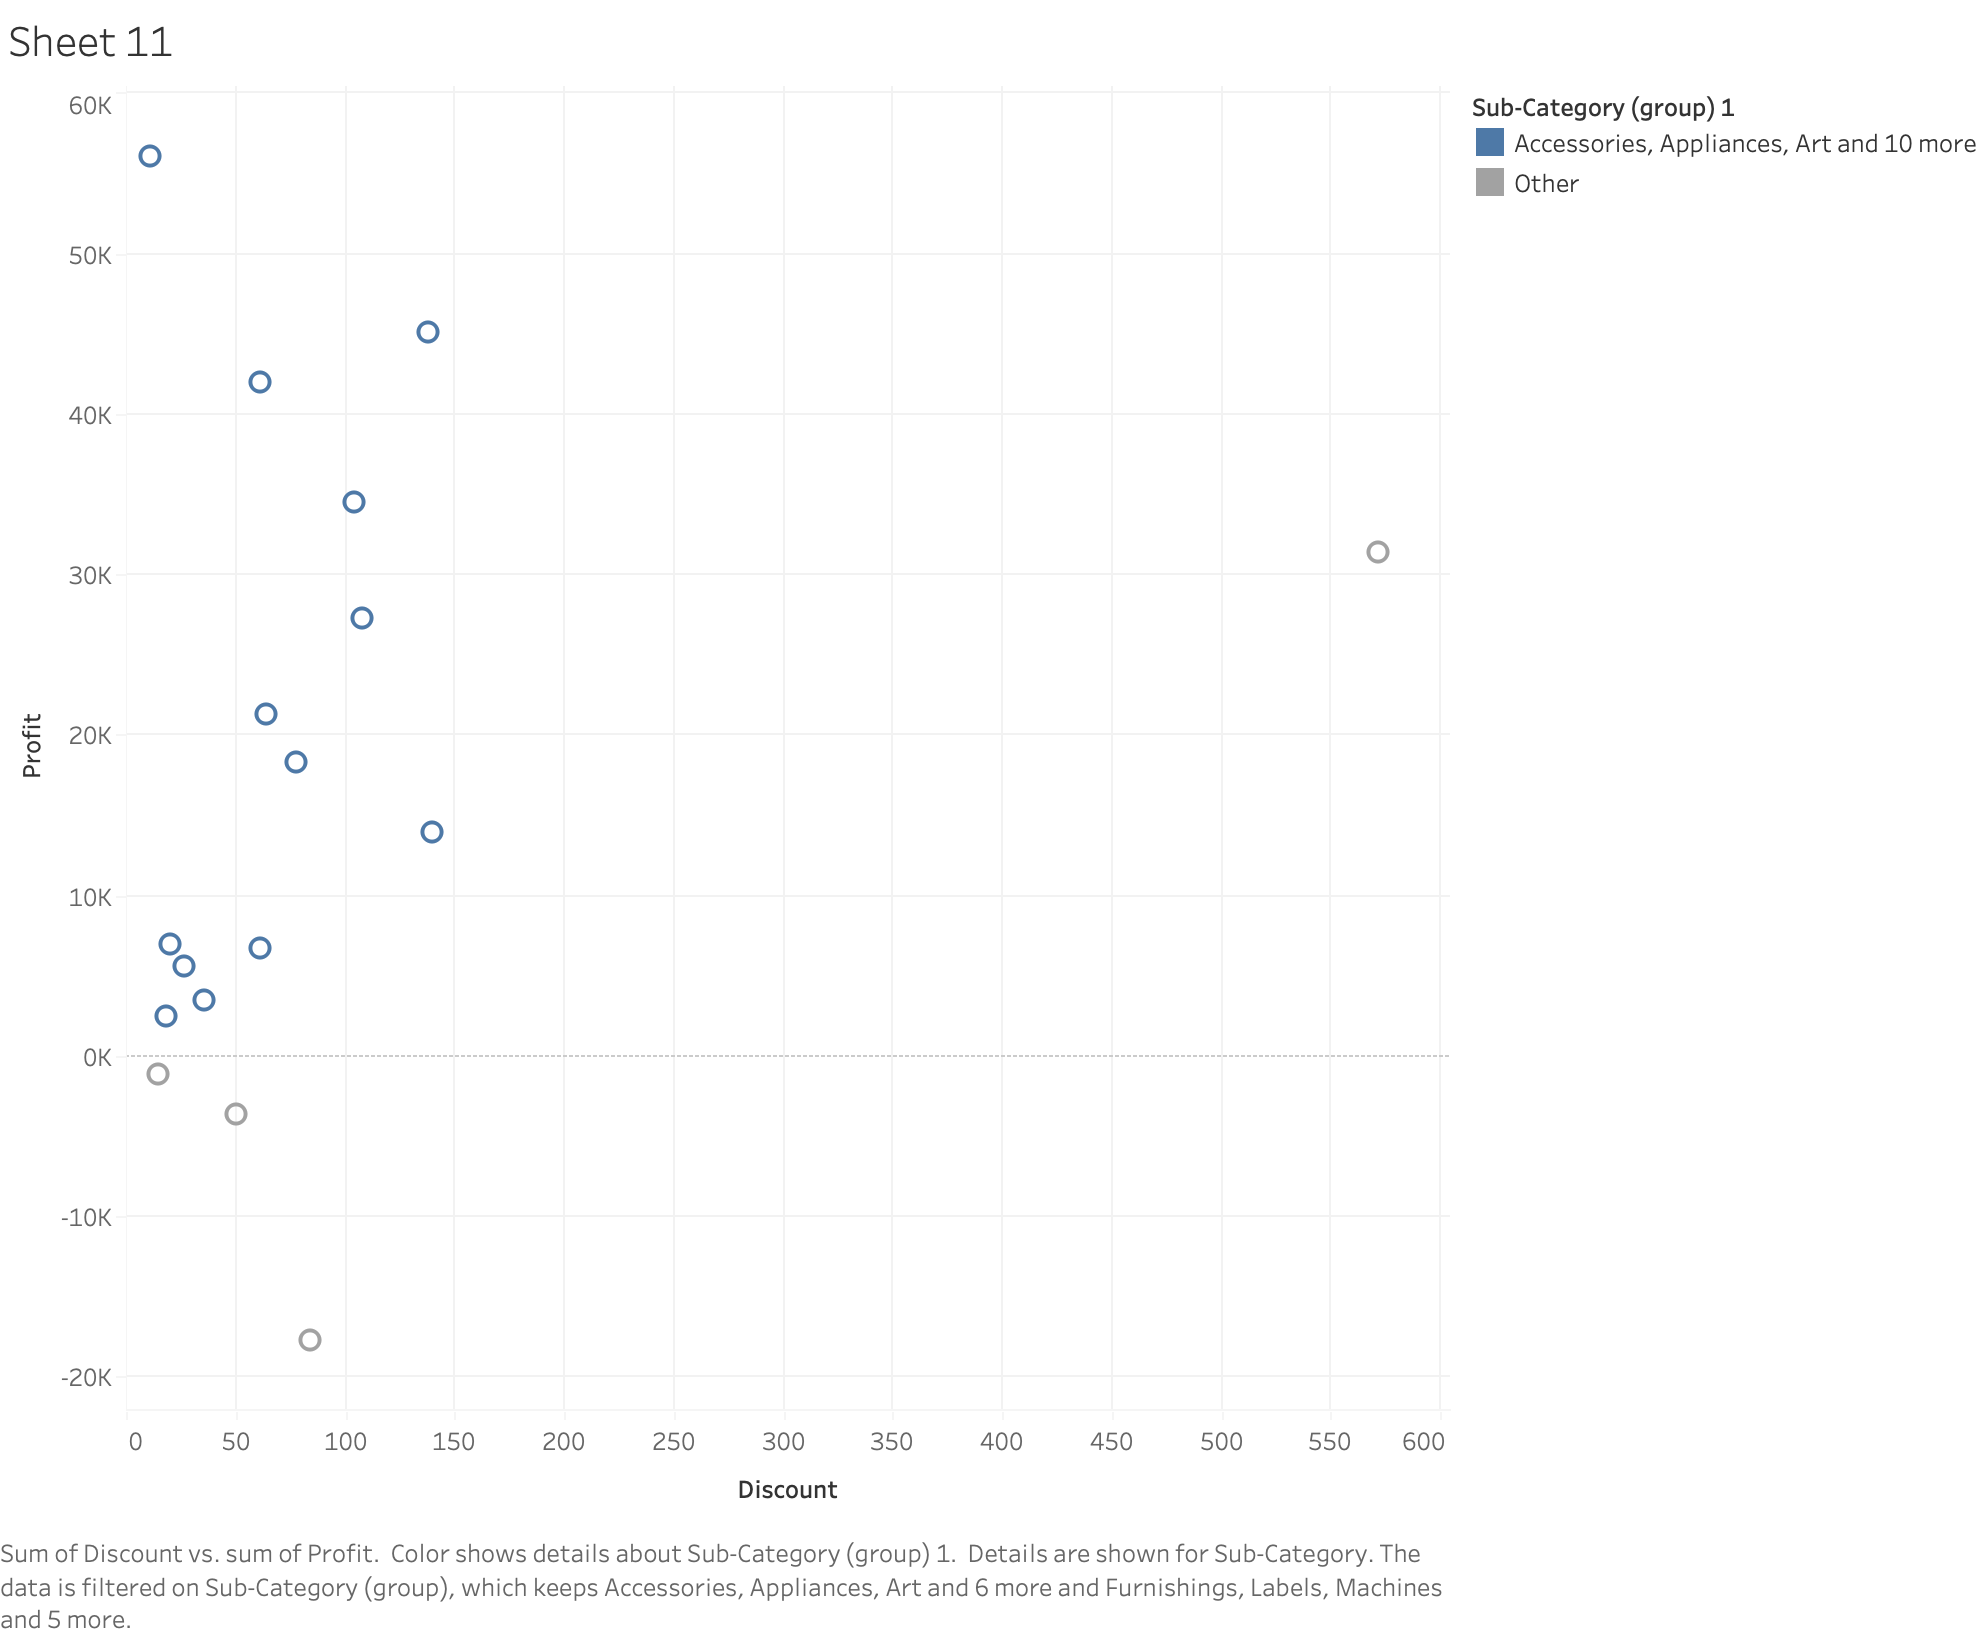 Sheet 11
60K
50K
40K
30K
20K
10K
0K
-10K
-20K
Profit
0 50 100 150 200 250 300 350 400 450 500 550 600
Discount
Sub-Category (group) 1
Accessories, Appliances, Art and 10 more
Other
Sum of Discount vs. sum of Profit.  Color shows details about Sub-Category (group) 1.  Details are shown for Sub-Category. The
data is filtered on Sub-Category (group), which keeps Accessories, Appliances, Art and 6 more and Furnishings, Labels, Machines
and 5 more.